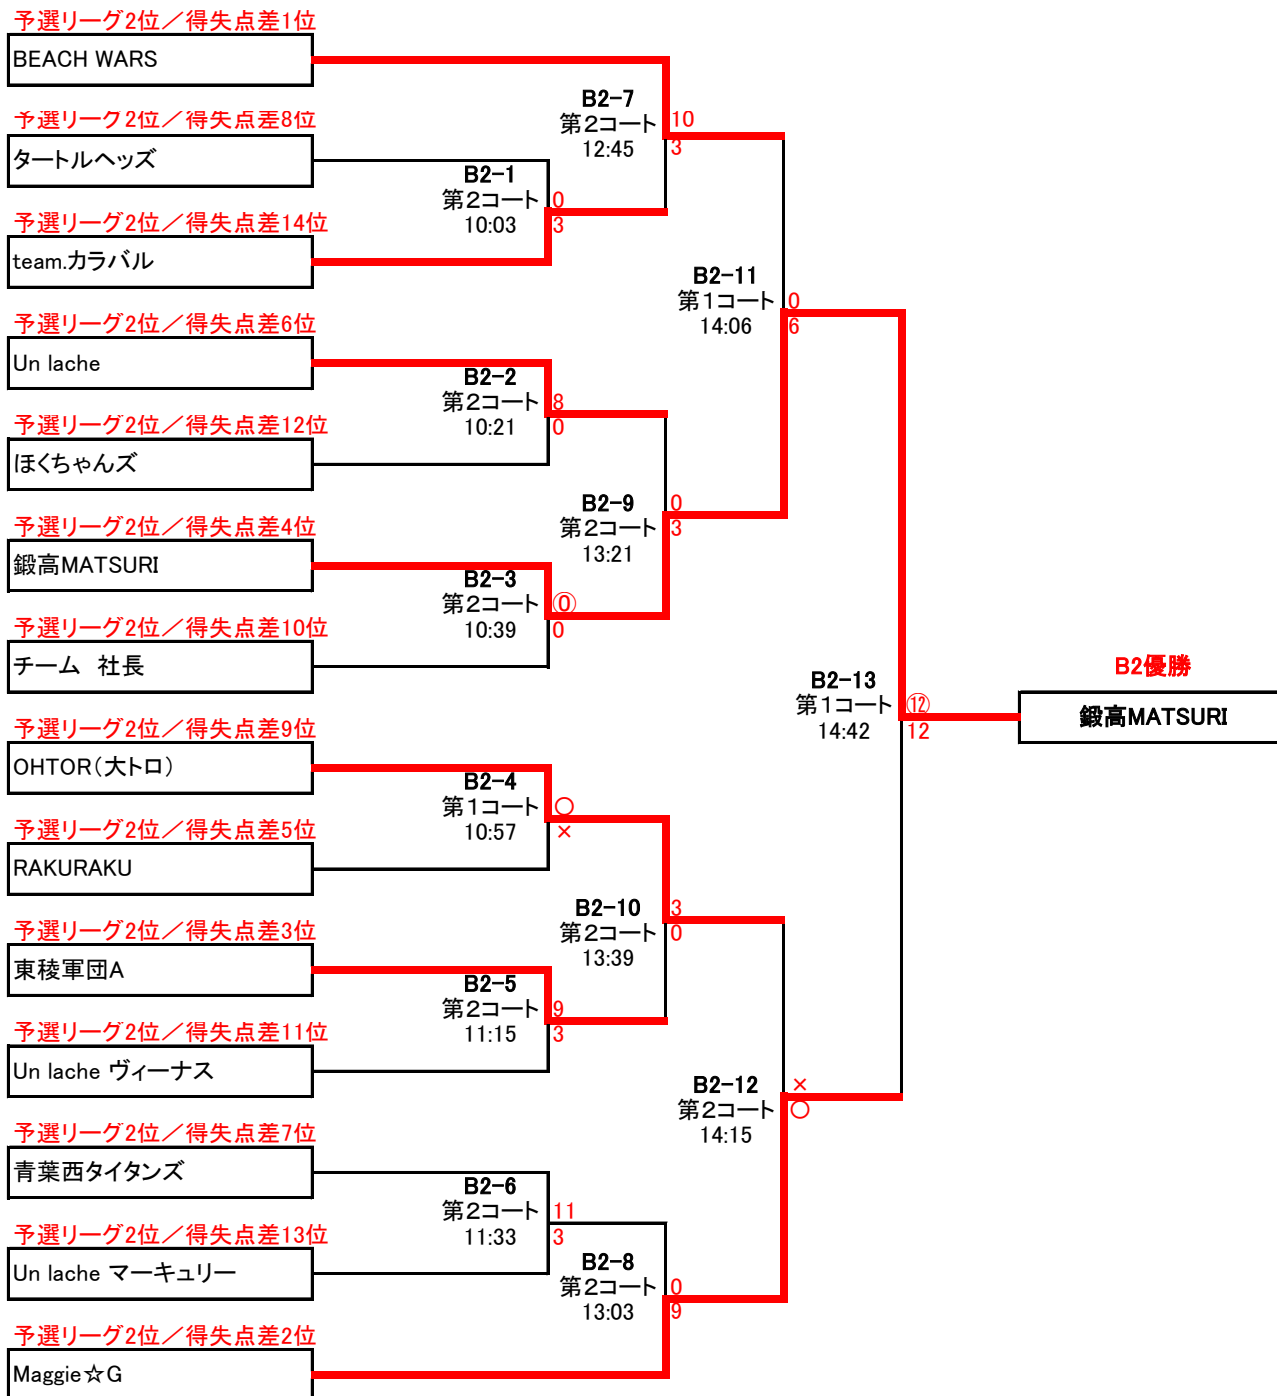 予選リーグ2位／得失点差1位
BEACH WARS
B2-7
第2コート
12:45
10
3
予選リーグ2位／得失点差8位
タートルヘッズ
B2-1
第2コート
10:03
0
3
予選リーグ2位／得失点差14位
team.カラバル
B2-11
第1コート
14:06
0
6
予選リーグ2位／得失点差6位
Un lache
B2-2
第2コート
10:21
8
0
予選リーグ2位／得失点差12位
ほくちゃんズ
B2-9
第2コート
13:21
0
3
予選リーグ2位／得失点差4位
鍛高MATSURI
B2-3
第2コート
10:39
⓪
0
予選リーグ2位／得失点差10位
チーム　社長
B2-13
第1コート
14:42
⑫
12
B2優勝
鍛高MATSURI
予選リーグ2位／得失点差9位
OHTOR（大トロ）
B2-4
第1コート
10:57
○
×
予選リーグ2位／得失点差5位
RAKURAKU
B2-10
第2コート
13:39
3
0
予選リーグ2位／得失点差3位
東稜軍団A
B2-5
第2コート
11:15
9
3
予選リーグ2位／得失点差11位
Un lache ヴィーナス
B2-12
第2コート
14:15
×
○
予選リーグ2位／得失点差7位
青葉西タイタンズ
B2-6
第2コート
11:33
11
3
予選リーグ2位／得失点差13位
Un lache マーキュリー
B2-8
第2コート
13:03
0
9
予選リーグ2位／得失点差2位
Maggie☆G